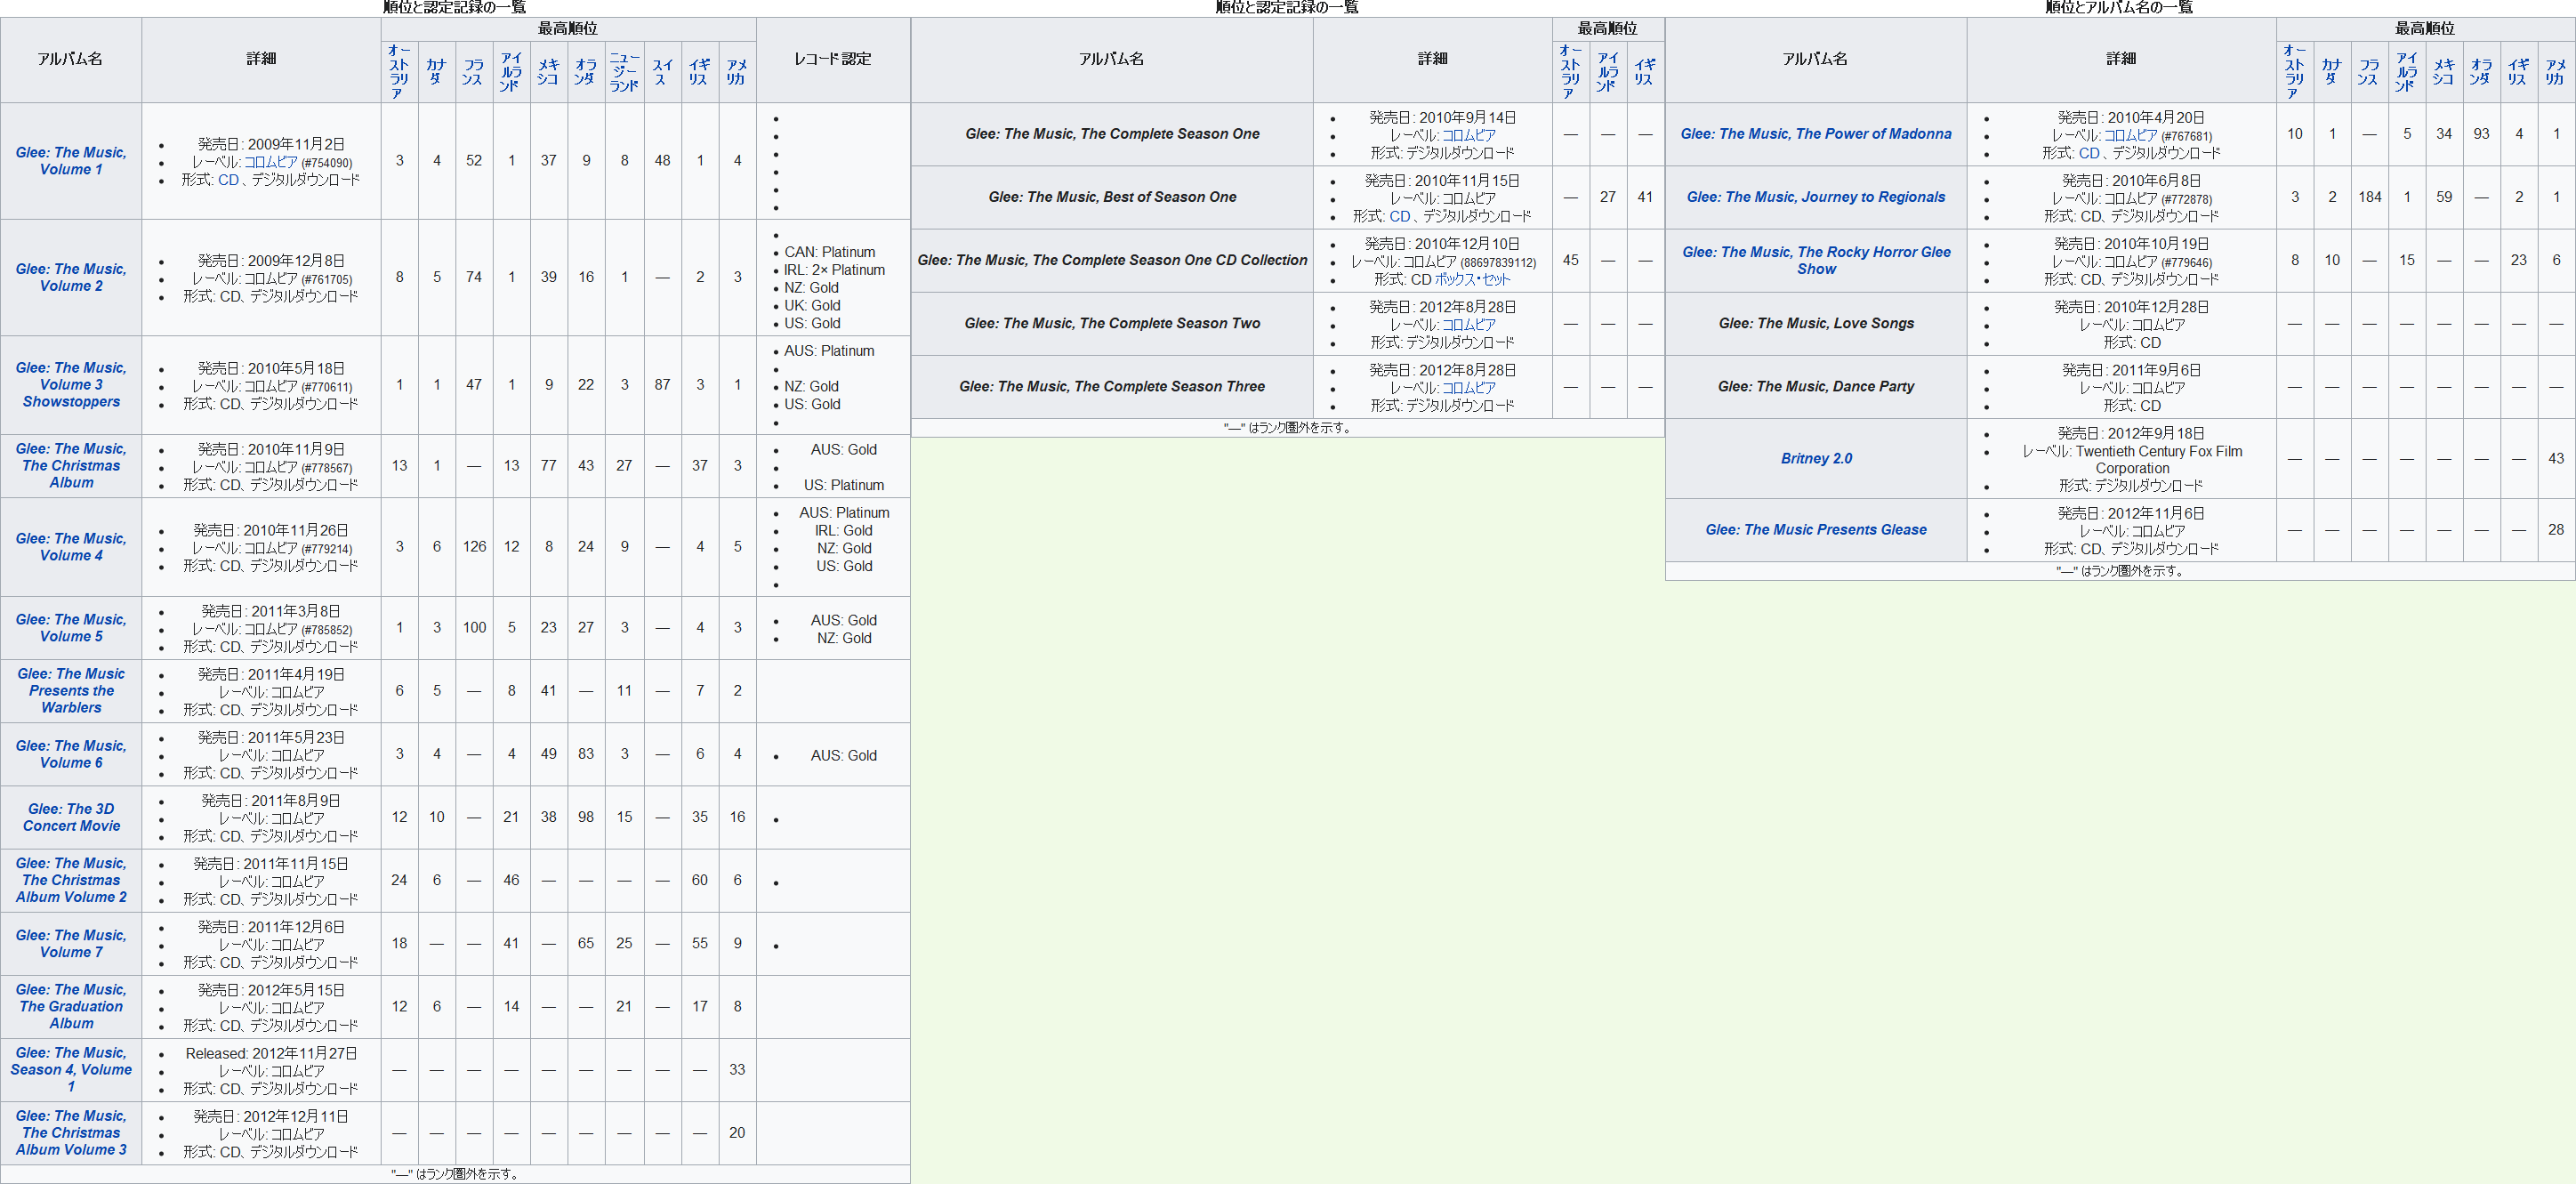 順位と認定記録の一覧
アルバム名 詳細 最高順位 レコード認定
オーストラリア カナダ フランス アイルランド メキシコ オランダ ニュージーランド スイス イギリス アメリカ
Glee: The Music, Volume 1
発売日: 2009年11月2日
レーベル: コロムビア (#754090)
形式: CD 、デジタルダウンロード
3 4 52 1 37 9 8 48 1 4
Glee: The Music, Volume 2
発売日: 2009年12月8日
レーベル: コロムビア (#761705)
形式: CD、デジタルダウンロード
8 5 74 1 39 16 1 — 2 3
CAN: Platinum
IRL: 2× Platinum
NZ: Gold
UK: Gold
US: Gold
Glee: The Music, Volume 3 Showstoppers
発売日: 2010年5月18日
レーベル: コロムビア (#770611)
形式: CD、デジタルダウンロード
1 1 47 1 9 22 3 87 3 1
AUS: Platinum
NZ: Gold
US: Gold
Glee: The Music, The Christmas Album
発売日: 2010年11月9日
レーベル: コロムビア (#778567)
形式: CD、デジタルダウンロード
13 1 — 13 77 43 27 — 37 3
AUS: Gold
US: Platinum
Glee: The Music, Volume 4
発売日: 2010年11月26日
レーベル: コロムビア (#779214)
形式: CD、デジタルダウンロード
3 6 126 12 8 24 9 — 4 5
AUS: Platinum
IRL: Gold
NZ: Gold
US: Gold
Glee: The Music, Volume 5
発売日: 2011年3月8日
レーベル: コロムビア (#785852)
形式: CD、デジタルダウンロード
1 3 100 5 23 27 3 — 4 3
AUS: Gold
NZ: Gold
Glee: The Music Presents the Warblers
発売日: 2011年4月19日
レーベル: コロムビア
形式: CD、デジタルダウンロード
6 5 — 8 41 — 11 — 7 2
Glee: The Music, Volume 6
発売日: 2011年5月23日
レーベル: コロムビア
形式: CD、デジタルダウンロード
3 4 — 4 49 83 3 — 6 4
AUS: Gold
Glee: The 3D Concert Movie
発売日: 2011年8月9日
レーベル: コロムビア
形式: CD、デジタルダウンロード
12 10 — 21 38 98 15 — 35 16
Glee: The Music, The Christmas Album Volume 2
発売日: 2011年11月15日
レーベル: コロムビア
形式: CD、デジタルダウンロード
24 6 — 46 — — — — 60 6
Glee: The Music, Volume 7
発売日: 2011年12月6日
レーベル: コロムビア
形式: CD、デジタルダウンロード
18 — — 41 — 65 25 — 55 9
Glee: The Music, The Graduation Album
発売日: 2012年5月15日
レーベル: コロムビア
形式: CD、デジタルダウンロード
12 6 — 14 — — 21 — 17 8
Glee: The Music, Season 4, Volume 1
Released: 2012年11月27日
レーベル: コロムビア
形式: CD、デジタルダウンロード
— — — — — — — — — 33
Glee: The Music, The Christmas Album Volume 3
発売日: 2012年12月11日
レーベル: コロムビア
形式: CD、デジタルダウンロード
— — — — — — — — — 20
"—" はランク圏外を示す。
順位と認定記録の一覧
アルバム名 詳細 最高順位
オーストラリア アイルランド イギリス
Glee: The Music, The Complete Season One
発売日: 2010年9月14日
レーベル: コロムビア
形式: デジタルダウンロード
— — —
Glee: The Music, Best of Season One
発売日: 2010年11月15日
レーベル: コロムビア
形式: CD 、デジタルダウンロード
— 27 41
Glee: The Music, The Complete Season One CD Collection
発売日: 2010年12月10日
レーベル: コロムビア (88697839112)
形式: CD ボックス・セット
45 — —
Glee: The Music, The Complete Season Two
発売日: 2012年8月28日
レーベル: コロムビア
形式: デジタルダウンロード
— — —
Glee: The Music, The Complete Season Three
発売日: 2012年8月28日
レーベル: コロムビア
形式: デジタルダウンロード
— — —
"—" はランク圏外を示す。
順位とアルバム名の一覧
アルバム名 詳細 最高順位
オーストラリア カナダ フランス アイルランド メキシコ オランダ イギリス アメリカ
Glee: The Music, The Power of Madonna
発売日: 2010年4月20日
レーベル: コロムビア (#767681)
形式: CD 、デジタルダウンロード
10 1 — 5 34 93 4 1
Glee: The Music, Journey to Regionals
発売日: 2010年6月8日
レーベル: コロムビア (#772878)
形式: CD、デジタルダウンロード
3 2 184 1 59 — 2 1
Glee: The Music, The Rocky Horror Glee Show
発売日: 2010年10月19日
レーベル: コロムビア (#779646)
形式: CD、デジタルダウンロード
8 10 — 15 — — 23 6
Glee: The Music, Love Songs
発売日: 2010年12月28日
レーベル: コロムビア
形式: CD
— — — — — — — —
Glee: The Music, Dance Party
発売日: 2011年9月6日
レーベル: コロムビア
形式: CD
— — — — — — — —
Britney 2.0
発売日: 2012年9月18日
レーベル: Twentieth Century Fox Film Corporation
形式: デジタルダウンロード
— — — — — — — 43
Glee: The Music Presents Glease
発売日: 2012年11月6日
レーベル: コロムビア
形式: CD、デジタルダウンロード
— — — — — — — 28
"—" はランク圏外を示す。